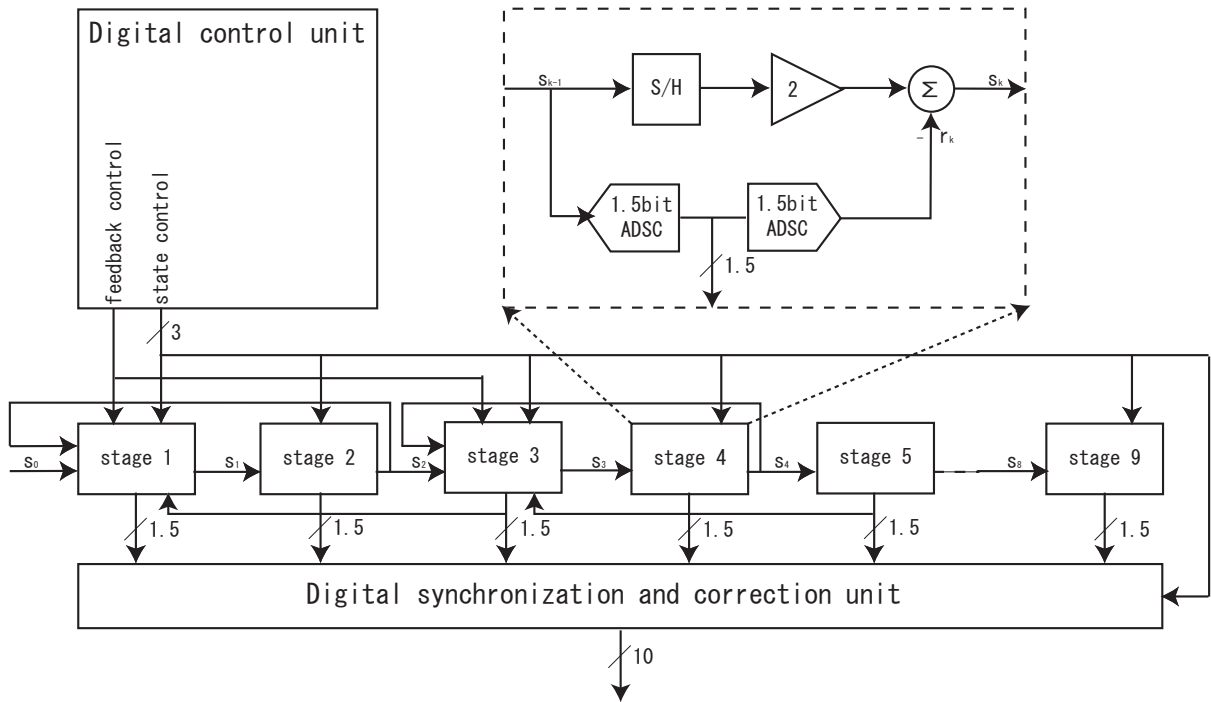 Digital control unit
feedback control
state control
3
Sk-1
S/H
2
Σ
Sk
-
rk
1.5bit
ADSC
1.5bit
ADSC
1.5
S0
stage 1
S1
stage 2
S2
stage 3
S3
stage 4
S4
stage 5
S8
stage 9
1.5
1.5
1.5
1.5
1.5
1.5
Digital synchronization and correction unit
10